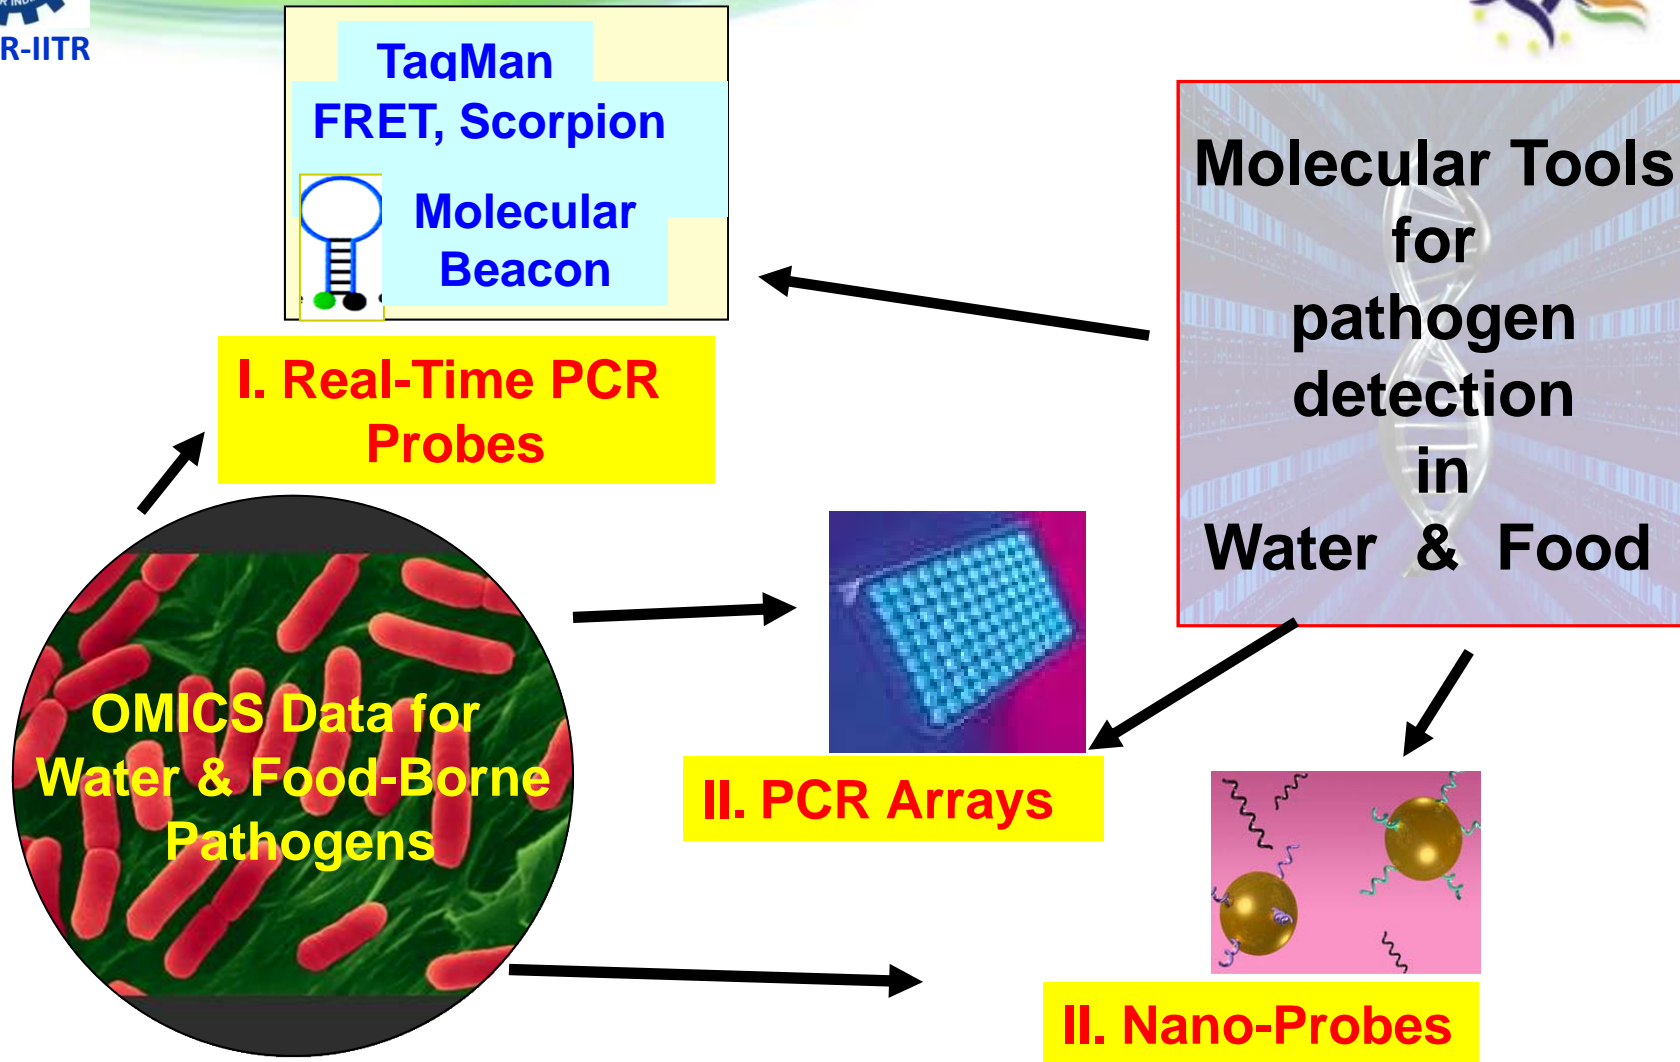 R-IITR
TaqMan
FRET, Scorpion
Molecular
Beacon
I. Real-Time PCR
Probes
Molecular Tools
for
pathogen
detection
in
Water & Food
OMICS Data for
Water & Food-Borne
Pathogens
II. PCR Arrays
II. Nano-Probes